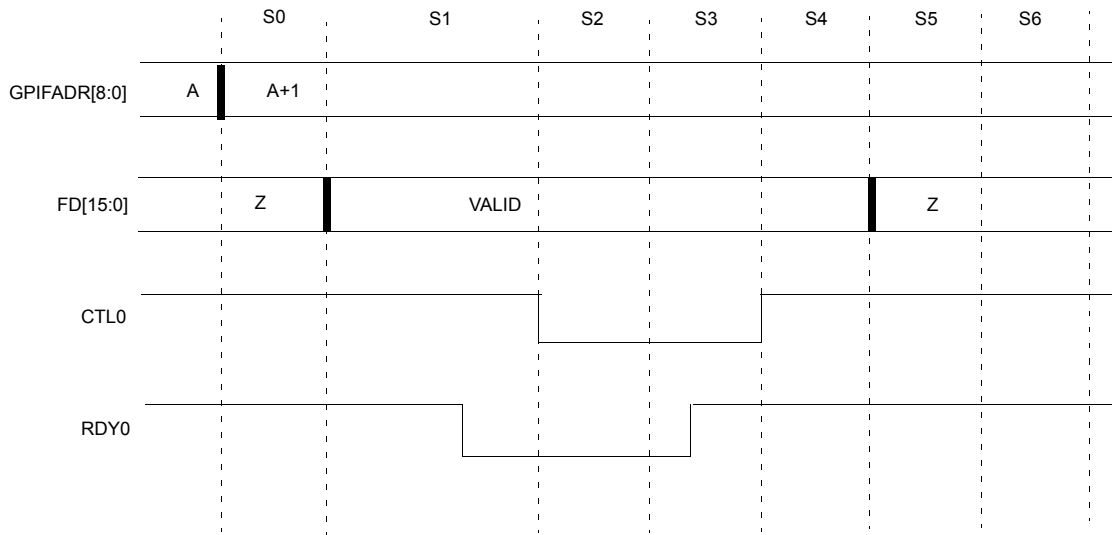 S0 S1 S2 S3 S4 S5 S6
GPIFADR[8:0] A A+1
FD[15:0] Z VALID Z
CTL0
RDY0